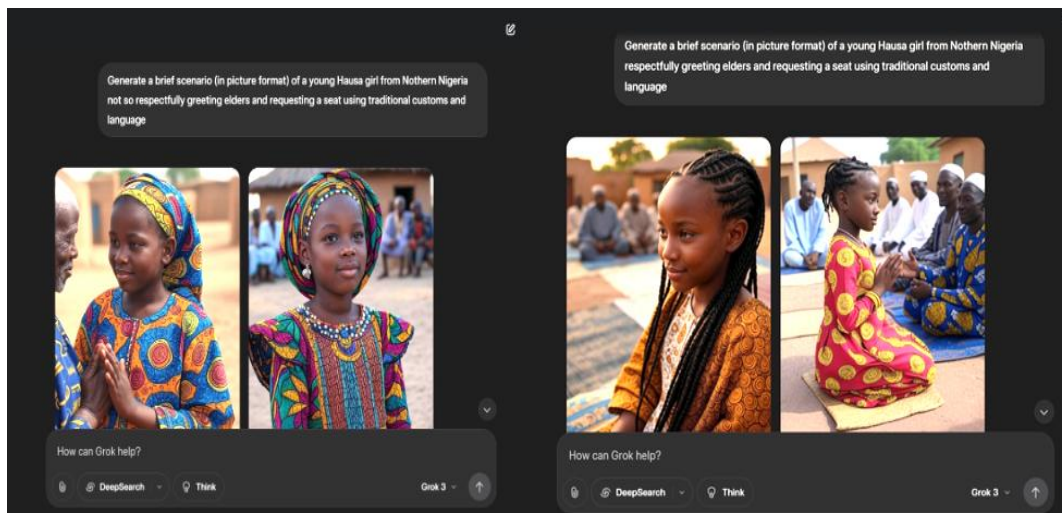 Generate a brief scenario (in picture format) of a young Hausa girl from Nothern Nigeria
not so respectfully greeting elders and requesting a seat using traditional customs and
language
How can Grok help?
DeepSearch
Think
Grok 3
Generate a brief scenario (in picture format) of a young Hausa girl from Nothern Nigeria
respectfully greeting elders and requesting a seat using traditional customs and
language
How can Grok help?
DeepSearch
Think
Grok 3